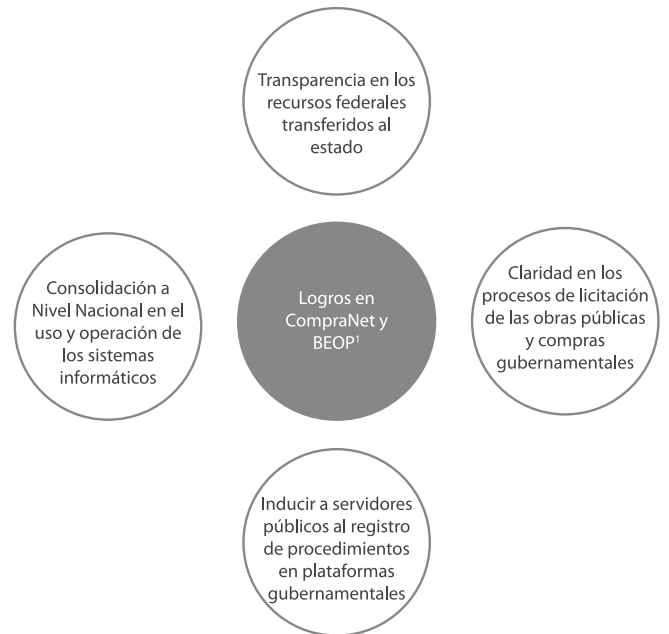 Transparencia en los
recursos federales
transferidos al
estado
Consolidación a
Nivel Nacional en el
uso y operación de
los sistemas
informáticos
Logros en
CompraNet y
BEOP¹
Claridad en los
procesos de licitación
de las obras públicas
y compras
gubernamentales
Inducir a servidores
públicos al registro
de procedimientos
en plataformas
gubernamentales